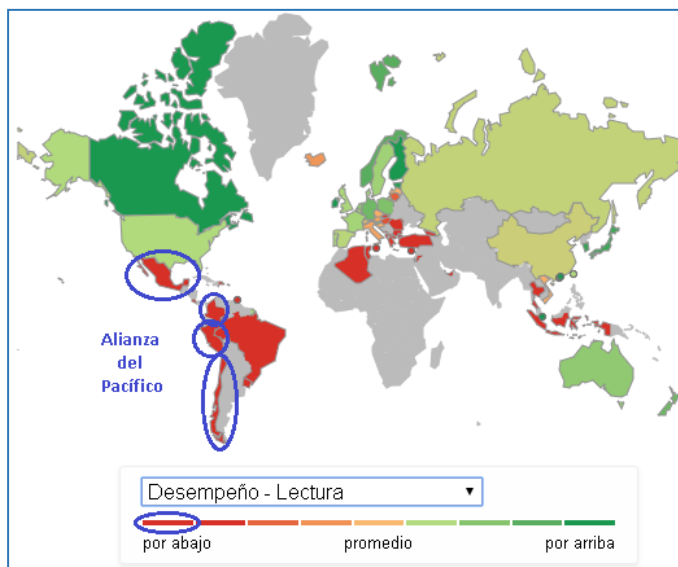 Alianza
del
Pacífico
Desempeño - Lectura
por abajo promedio por arriba